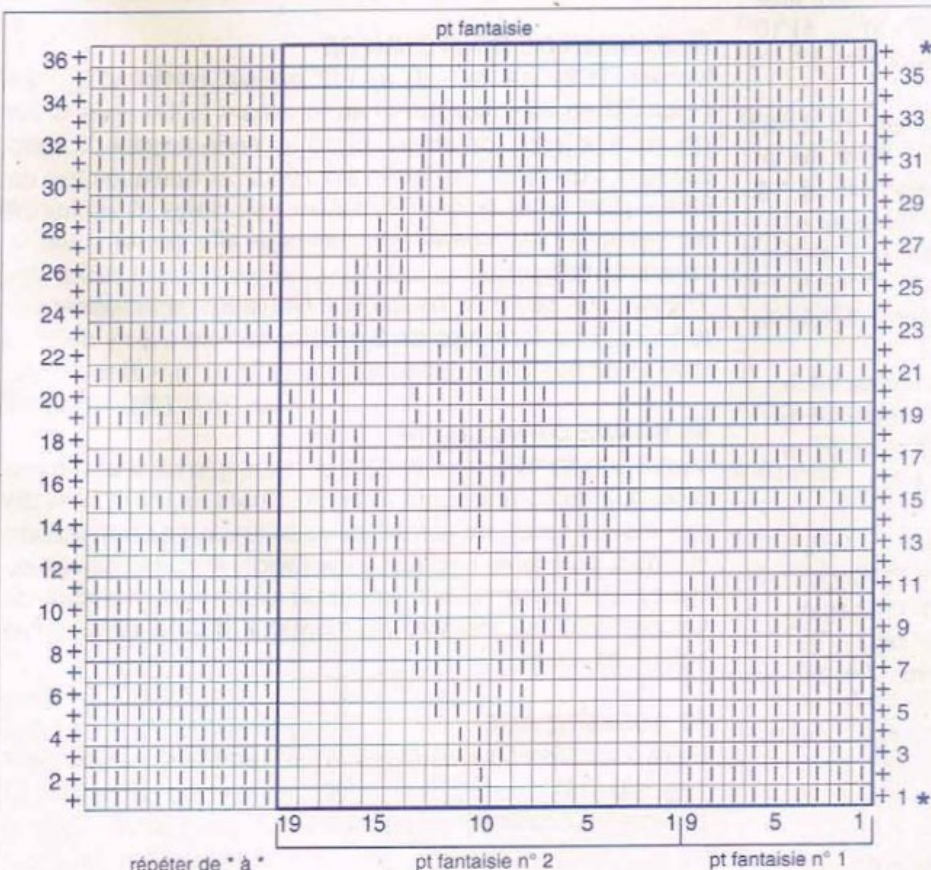 pt fantaisie
36 + + *
+ 35
34 + +
+ 33
32 + +
+ 31
30 + +
+ 29
28 + +
+ 27
26 + +
+ 25
24 + +
+ 23
22 + +
+ 21
20 + +
+ 19
18 + +
+ 17
16 + +
+ 15
14 + +
+ 13
12 + +
+ 11
10 + +
+ 9
8 + +
+ 7
6 + +
+ 5
4 + +
+ 3
2 + +
+ + 1 *
19 15 10 5 1 9 5 1
répéter de * à * pt fantaisie n° 2 pt fantaisie n° 1